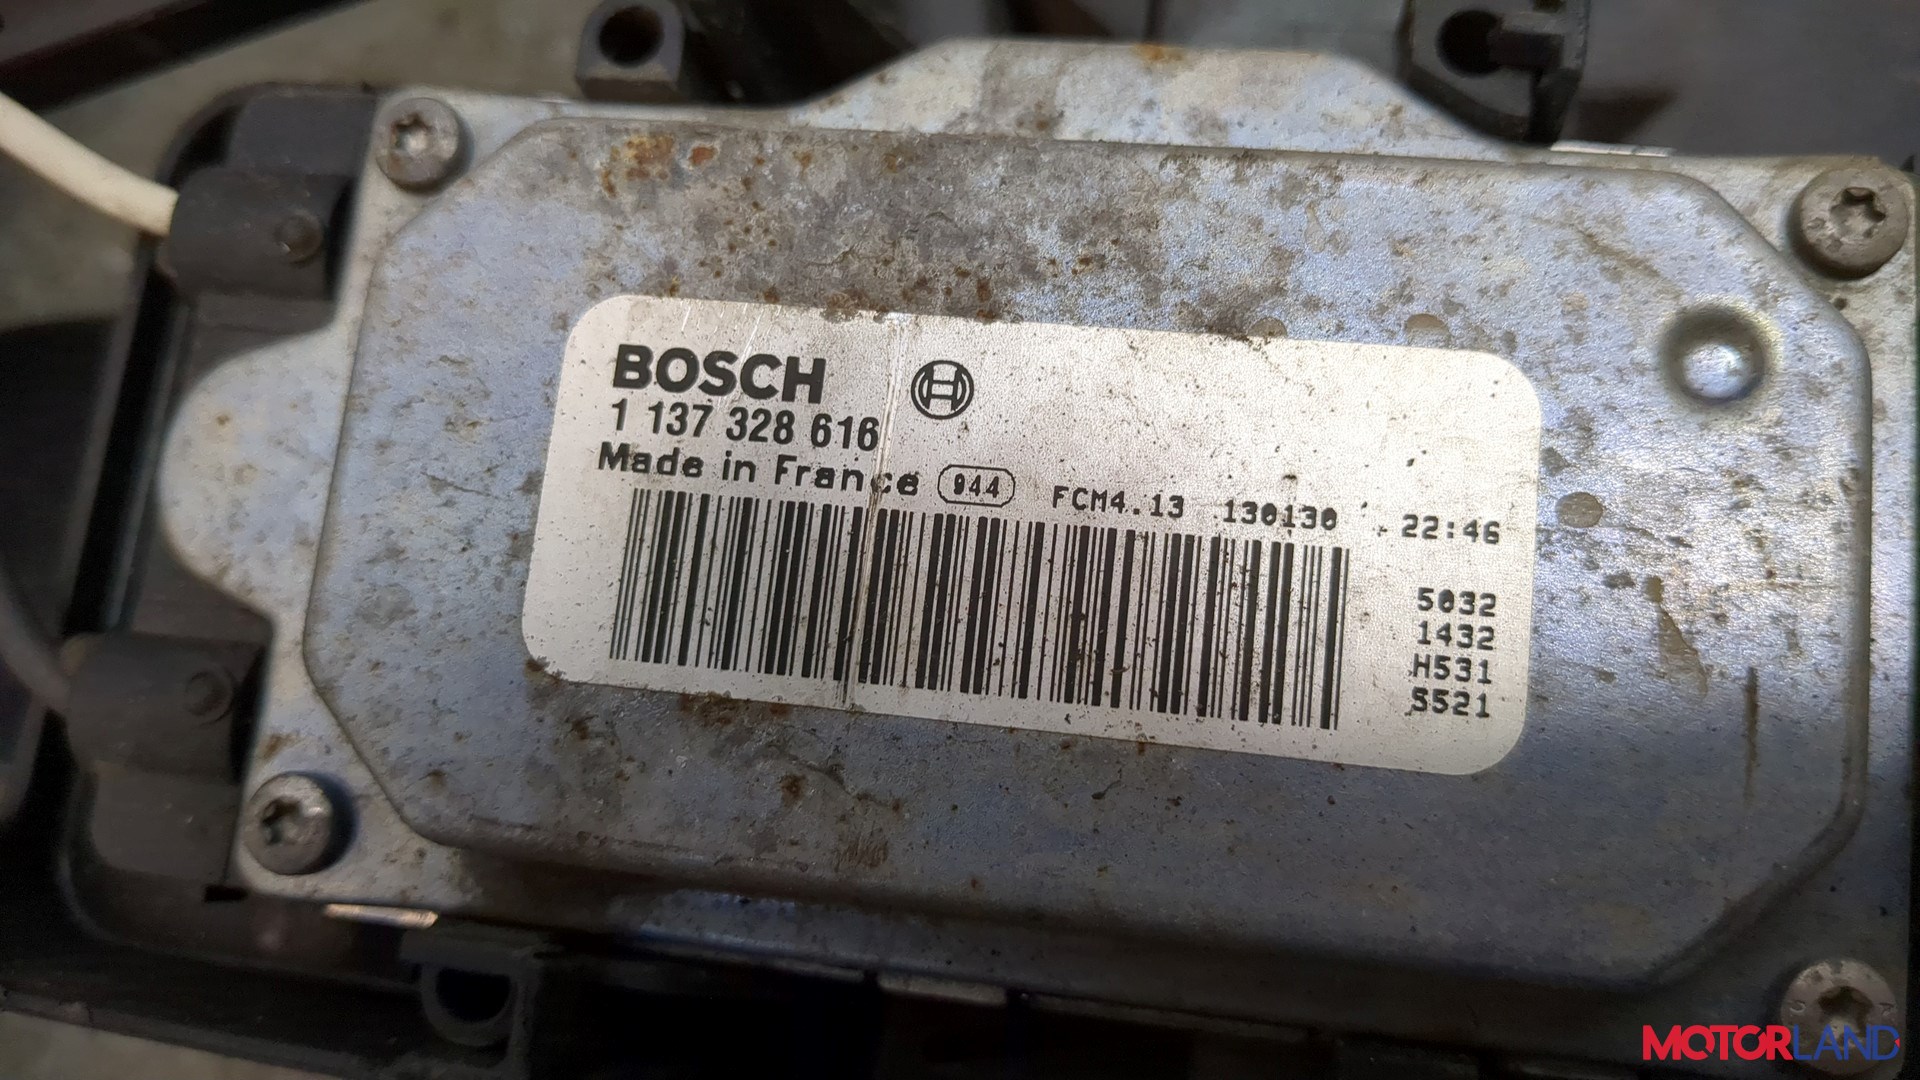 BOSCH
1 137 328 616
Made in France 944 FCM4.13 130130 22:46
5032
1432
H531
S521
MOTORLAND